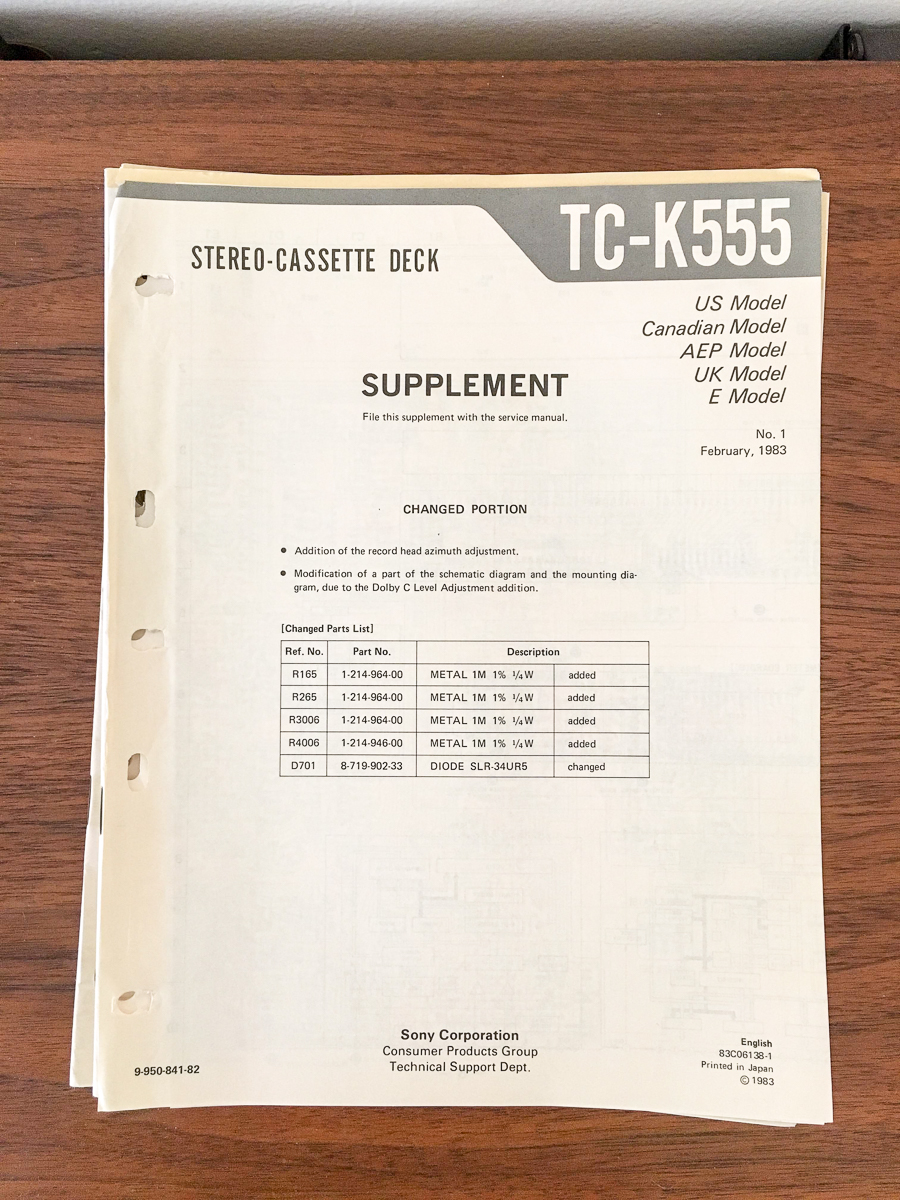 TC-K555
STEREO-CASSETTE DECK
US Model
Canadian Model
AEP Model
UK Model
E Model
SUPPLEMENT
File this supplement with the service manual.
No. 1
February, 1983
CHANGED PORTION
● Addition of the record head azimuth adjustment.
● Modification of a part of the schematic diagram and the mounting dia-
gram, due to the Dolby C Level Adjustment addition.
[Changed Parts List]
Ref. No. Part No. Description
R165 1-214-964-00 METAL 1M 1% 1/4W added
R265 1-214-964-00 METAL 1M 1% 1/4W added
R3006 1-214-964-00 METAL 1M 1% 1/4W added
R4006 1-214-946-00 METAL 1M 1% 1/4W added
D701 8-719-902-33 DIODE SLR-34UR5 changed
Sony Corporation
Consumer Products Group
Technical Support Dept.
9-950-841-82
English
83C06138-1
Printed in Japan
© 1983